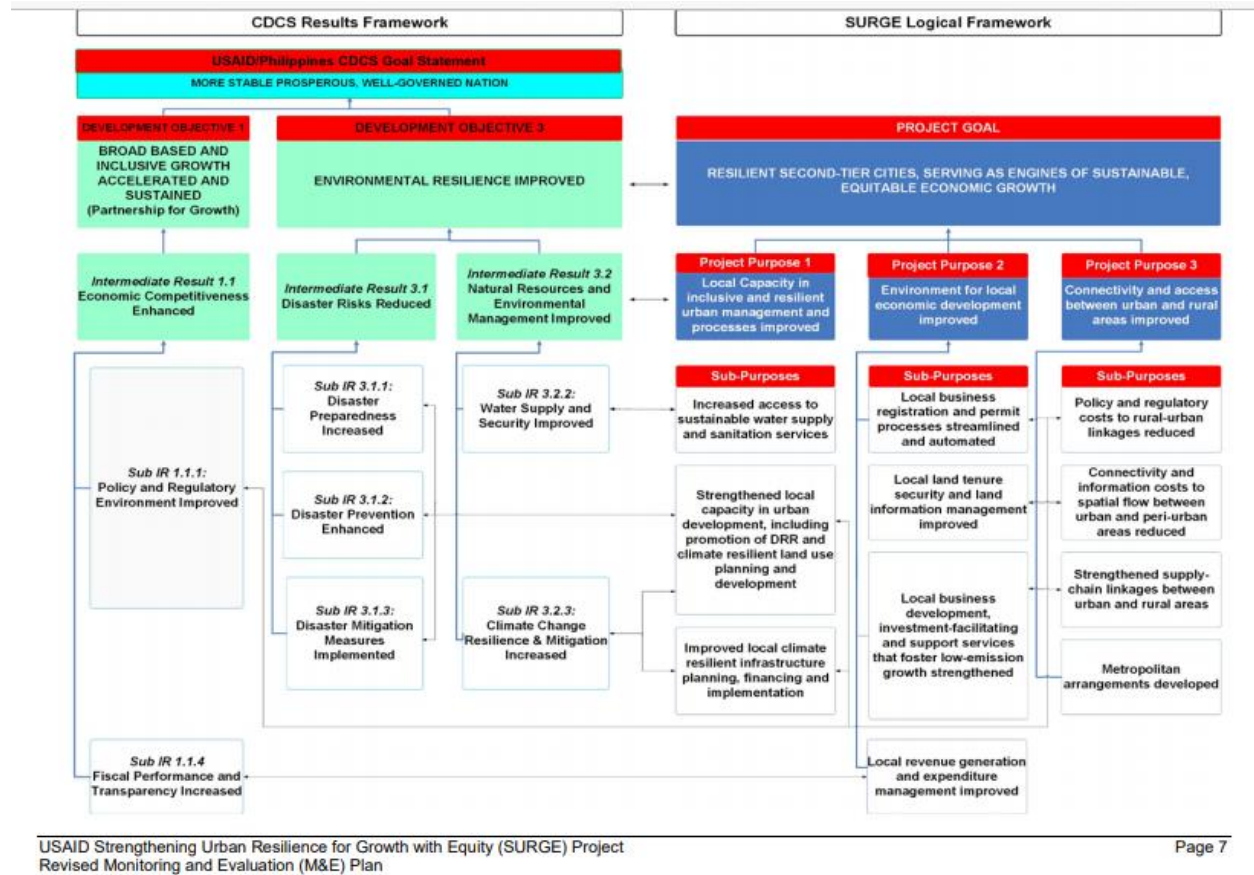 CDCS Results Framework
SURGE Logical Framework
USAID/Philippines CDCS Goal Statement
MORE STABLE PROSPEROUS, WELL-GOVERNED NATION
DEVELOPMENT OBJECTIVE 1
BROAD BASED AND
INCLUSIVE GROWTH
ACCELERATED AND
SUSTAINED
(Partnership for Growth)
DEVELOPMENT OBJECTIVE 3
ENVIRONMENTAL RESILIENCE IMPROVED
PROJECT GOAL
RESILIENT SECOND-TIER CITIES, SERVING AS ENGINES OF SUSTAINABLE,
EQUITABLE ECONOMIC GROWTH
Intermediate Result 1.1
Economic Competitiveness
Enhanced
Intermediate Result 3.1
Disaster Risks Reduced
Intermediate Result 3.2
Natural Resources and
Environmental
Management Improved
Project Purpose 1
Local Capacity in
inclusive and resilient
urban management and
processes improved
Project Purpose 2
Environment for local
economic development
improved
Project Purpose 3
Connectivity and access
between urban and rural
areas improved
Sub IR 1.1.1:
Policy and Regulatory
Environment Improved
Sub IR 1.1.4
Fiscal Performance and
Transparency Increased
Sub IR 3.1.1:
Disaster
Preparedness
Increased
Sub IR 3.1.2:
Disaster Prevention
Enhanced
Sub IR 3.1.3:
Disaster Mitigation
Measures
Implemented
Sub IR 3.2.2:
Water Supply and
Security Improved
Sub IR 3.2.3:
Climate Change
Resilience & Mitigation
Increased
Sub-Purposes
Increased access to
sustainable water supply
and sanitation services
Strengthened local
capacity in urban
development, including
promotion of DRR and
climate resilient land use
planning and
development
Improved local climate
resilient infrastructure
planning, financing and
implementation
Sub-Purposes
Local business
registration and permit
processes streamlined
and automated
Local land tenure
security and land
information management
improved
Local business
development,
investment-facilitating
and support services
that foster low-emission
growth strengthened
Local revenue generation
and expenditure
management improved
Sub-Purposes
Policy and regulatory
costs to rural-urban
linkages reduced
Connectivity and
information costs to
spatial flow between
urban and peri-urban
areas reduced
Strengthened supply-
chain linkages between
urban and rural areas
Metropolitan
arrangements developed
USAID Strengthening Urban Resilience for Growth with Equity (SURGE) Project
Page 7
Revised Monitoring and Evaluation (M&E) Plan